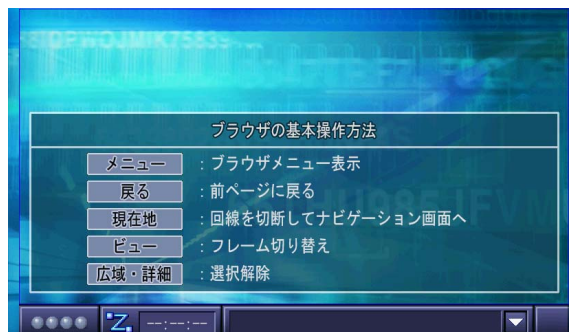 ブラウザの基本操作方法
メニュー : ブラウザメニュー表示
戻る : 前ページに戻る
現在地 : 回線を切断してナビゲーション画面へ
ビュー : フレーム切り替え
広域・詳細 : 選択解除
Z --:--:--